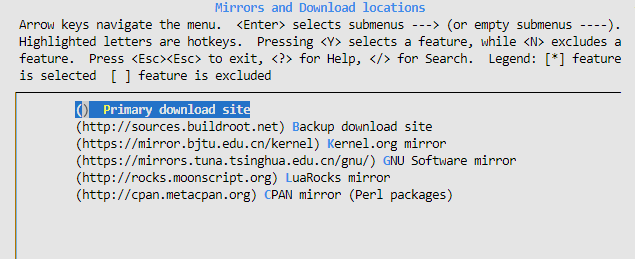 Mirrors and Download locations
Arrow keys navigate the menu.  <Enter> selects submenus ---> (or empty submenus ----).
Highlighted letters are hotkeys.  Pressing <Y> selects a feature, while <N> excludes a
feature.  Press <Esc><Esc> to exit, <?> for Help, </> for Search.  Legend: [*] feature
is selected  [ ] feature is excluded
()  Primary download site
(http://sources.buildroot.net) Backup download site
(https://mirror.bjtu.edu.cn/kernel) Kernel.org mirror
(https://mirrors.tuna.tsinghua.edu.cn/gnu/) GNU Software mirror
(http://rocks.moonscript.org) LuaRocks mirror
(http://cpan.metacpan.org) CPAN mirror (Perl packages)